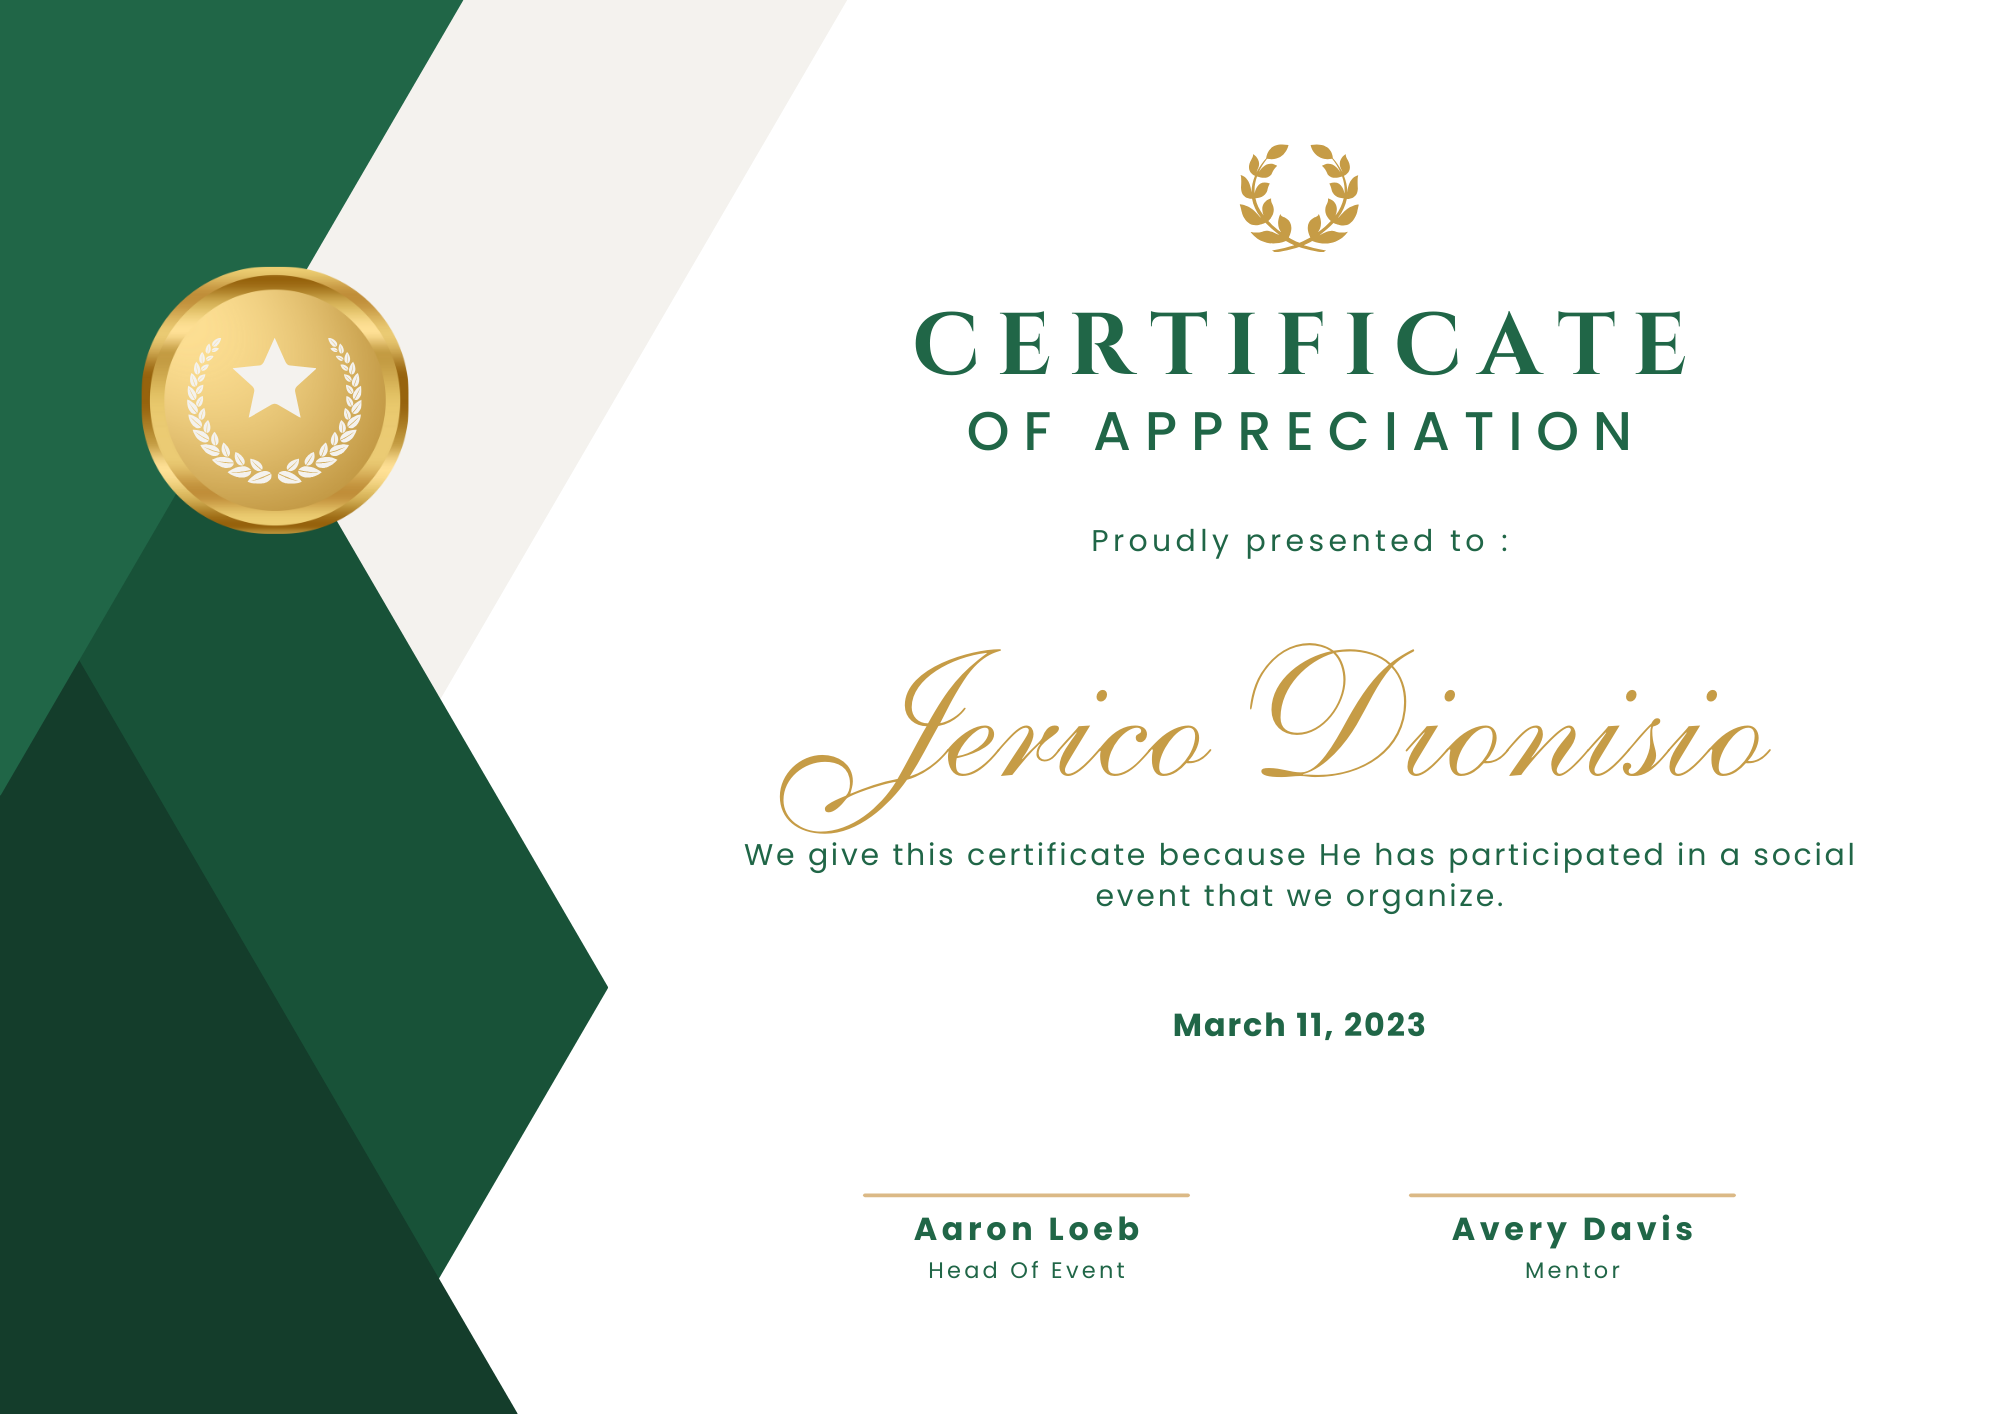 CERTIFICATE
OF APPRECIATION
Proudly presented to :
Jerico Dionisio
We give this certificate because He has participated in a social
event that we organize.
March 11, 2023
Aaron Loeb
Head Of Event
Avery Davis
Mentor